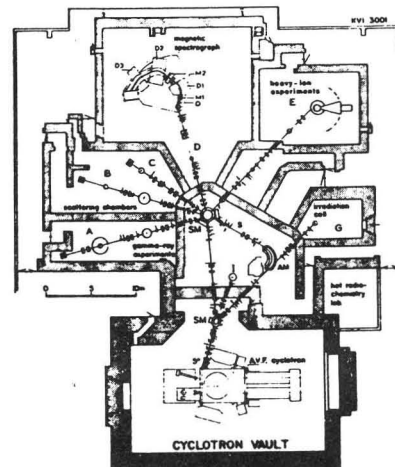 KVI 3001
magnetic
spectrograph
D2
D3
M2
D1
M1
D
heavy-ion
experiments
E
D
C
B
scattering chambers
A
gamma-ray
experiments
SM
S
irradiation
cell
G
AM
hot radio-
chemistry
lab
0 5 10m
I
SM
A.V.F. cyclotron
CYCLOTRON VAULT